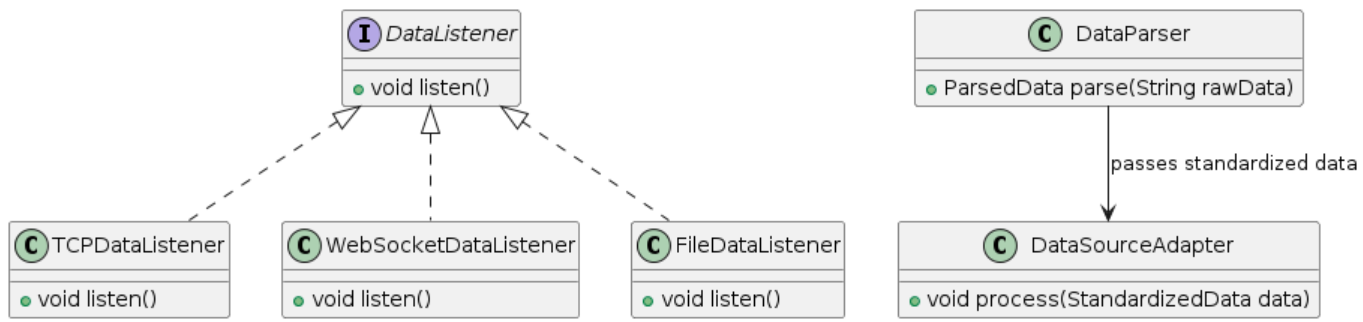 I DataListener
void listen()
C DataParser
ParsedData parse(String rawData)
passes standardized data
C TCPDataListener
void listen()
C WebSocketDataListener
void listen()
C FileDataListener
void listen()
C DataSourceAdapter
void process(StandardizedData data)